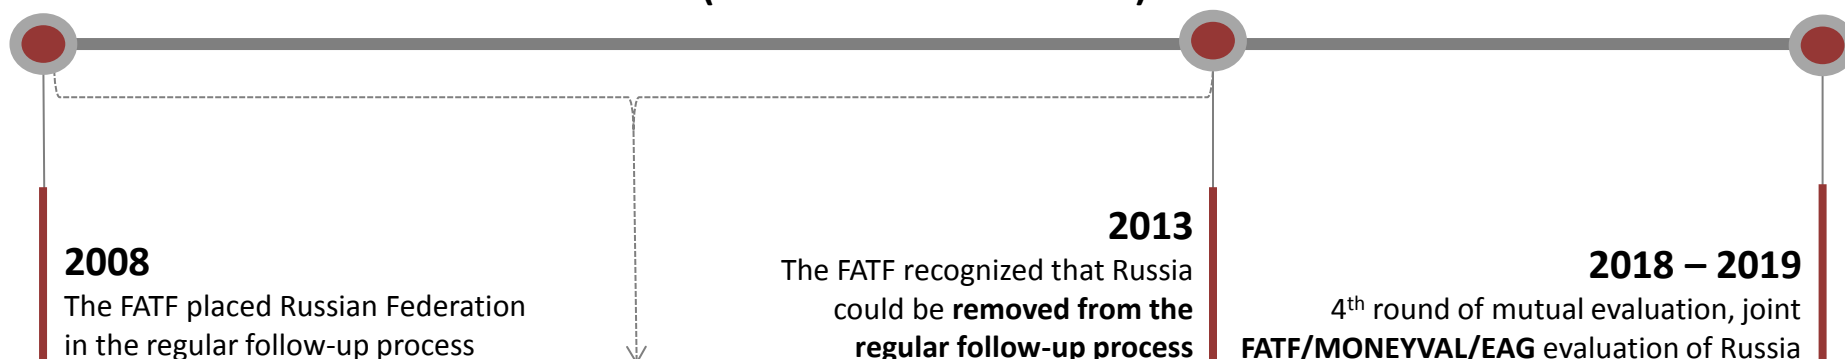 2008
The FATF placed Russian Federation
in the regular follow-up process
2013
The FATF recognized that Russia
could be removed from the
regular follow-up process
2018 – 2019
4th round of mutual evaluation, joint
FATF/MONEYVAL/EAG evaluation of Russia